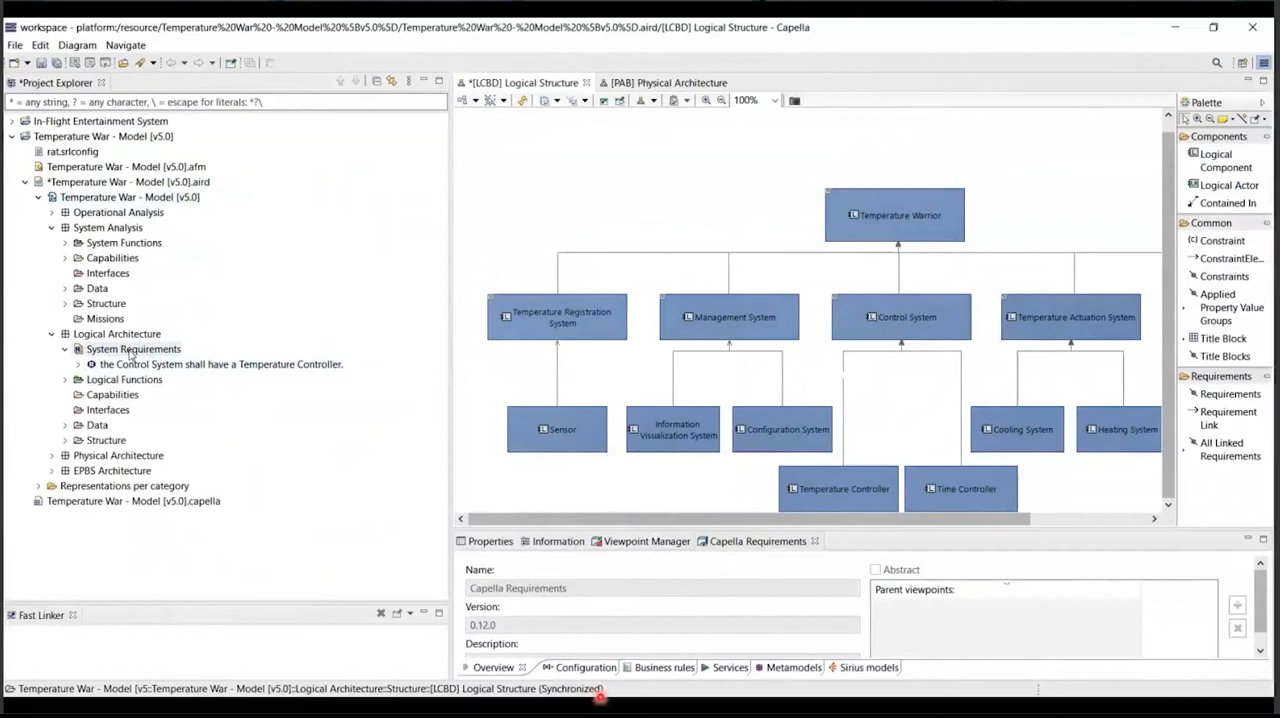 workspace - platform:/resource/Temperature%20War%20-%20Model%20%5Bv5.0%5D/Temperature%20War%20-%20Model%20%5Bv5.0%5D.aird/[LCBD] Logical Structure - Capella
File Edit Diagram Navigate
*Project Explorer
* = any string, ? = any character, \ = escape for literals: *?\
In-Flight Entertainment System
Temperature War - Model [v5.0]
rat.srlconfig
Temperature War - Model [v5.0].afm
*Temperature War - Model [v5.0].aird
Temperature War - Model [v5.0]
Operational Analysis
System Analysis
System Functions
Capabilities
Interfaces
Data
Structure
Missions
Logical Architecture
System Requirements
the Control System shall have a Temperature Controller.
Logical Functions
Capabilities
Interfaces
Data
Structure
Physical Architecture
EPBS Architecture
Representations per category
Temperature War - Model [v5.0].capella
Fast Linker
*[LCBD] Logical Structure
[PAB] Physical Architecture
100%
Temperature Warrior
Temperature Registration
System
Management System
Control System
Temperature Actuation System
Sensor
Information
Visualization System
Configuration System
Cooling System
Heating System
Temperature Controller
Time Controller
Palette
Components
Logical
Component
Logical Actor
Contained In
Common
Constraint
ConstraintEle...
Constraints
Applied
Property Value
Groups
Title Block
Title Blocks
Requirements
Requirements
Requirement
Link
All Linked
Requirements
Properties Information Viewpoint Manager Capella Requirements
Name:
Capella Requirements
Version:
0.12.0
Description:
Abstract
Parent viewpoints:
Overview Configuration Business rules Services Metamodels Sirius models
Temperature War - Model [v5::Temperature War - Model [v5.0]::Logical Architecture::Structure::[LCBD] Logical Structure (Synchronized)